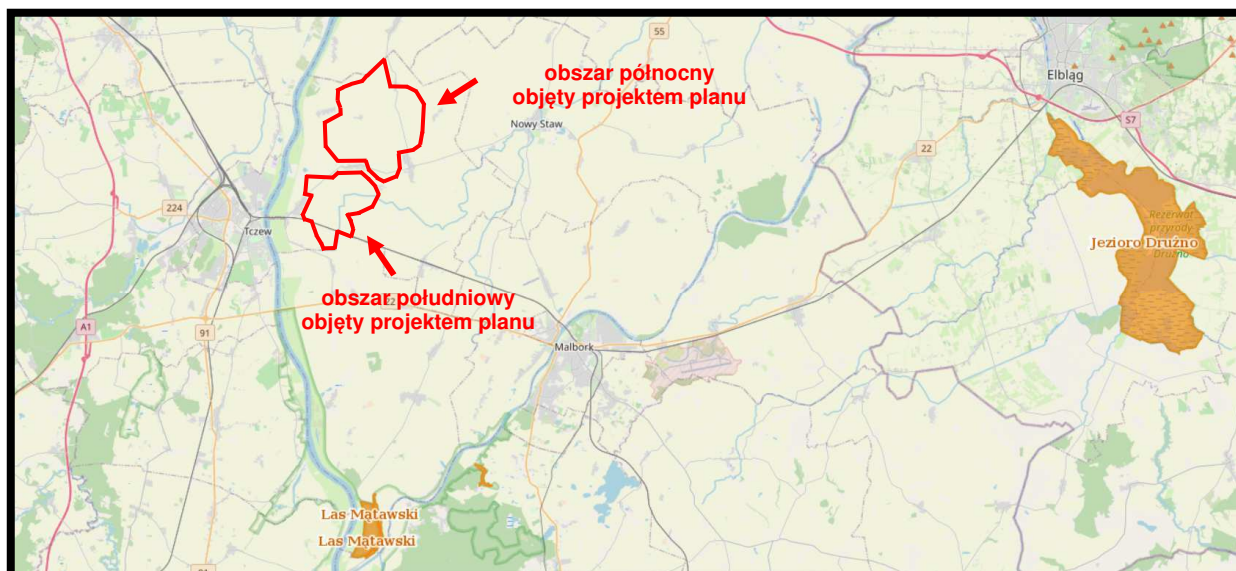 55
Elbląg
obszar północny
objęty projektem planu
Nowy Staw
S7
22
224
Tczew
Rezerwat
przyrody
Jezioro Drużno
Drużno
obszar południowy
objęty projektem planu
A1
91
Malbork
Las Mątawski
Las Mątawski